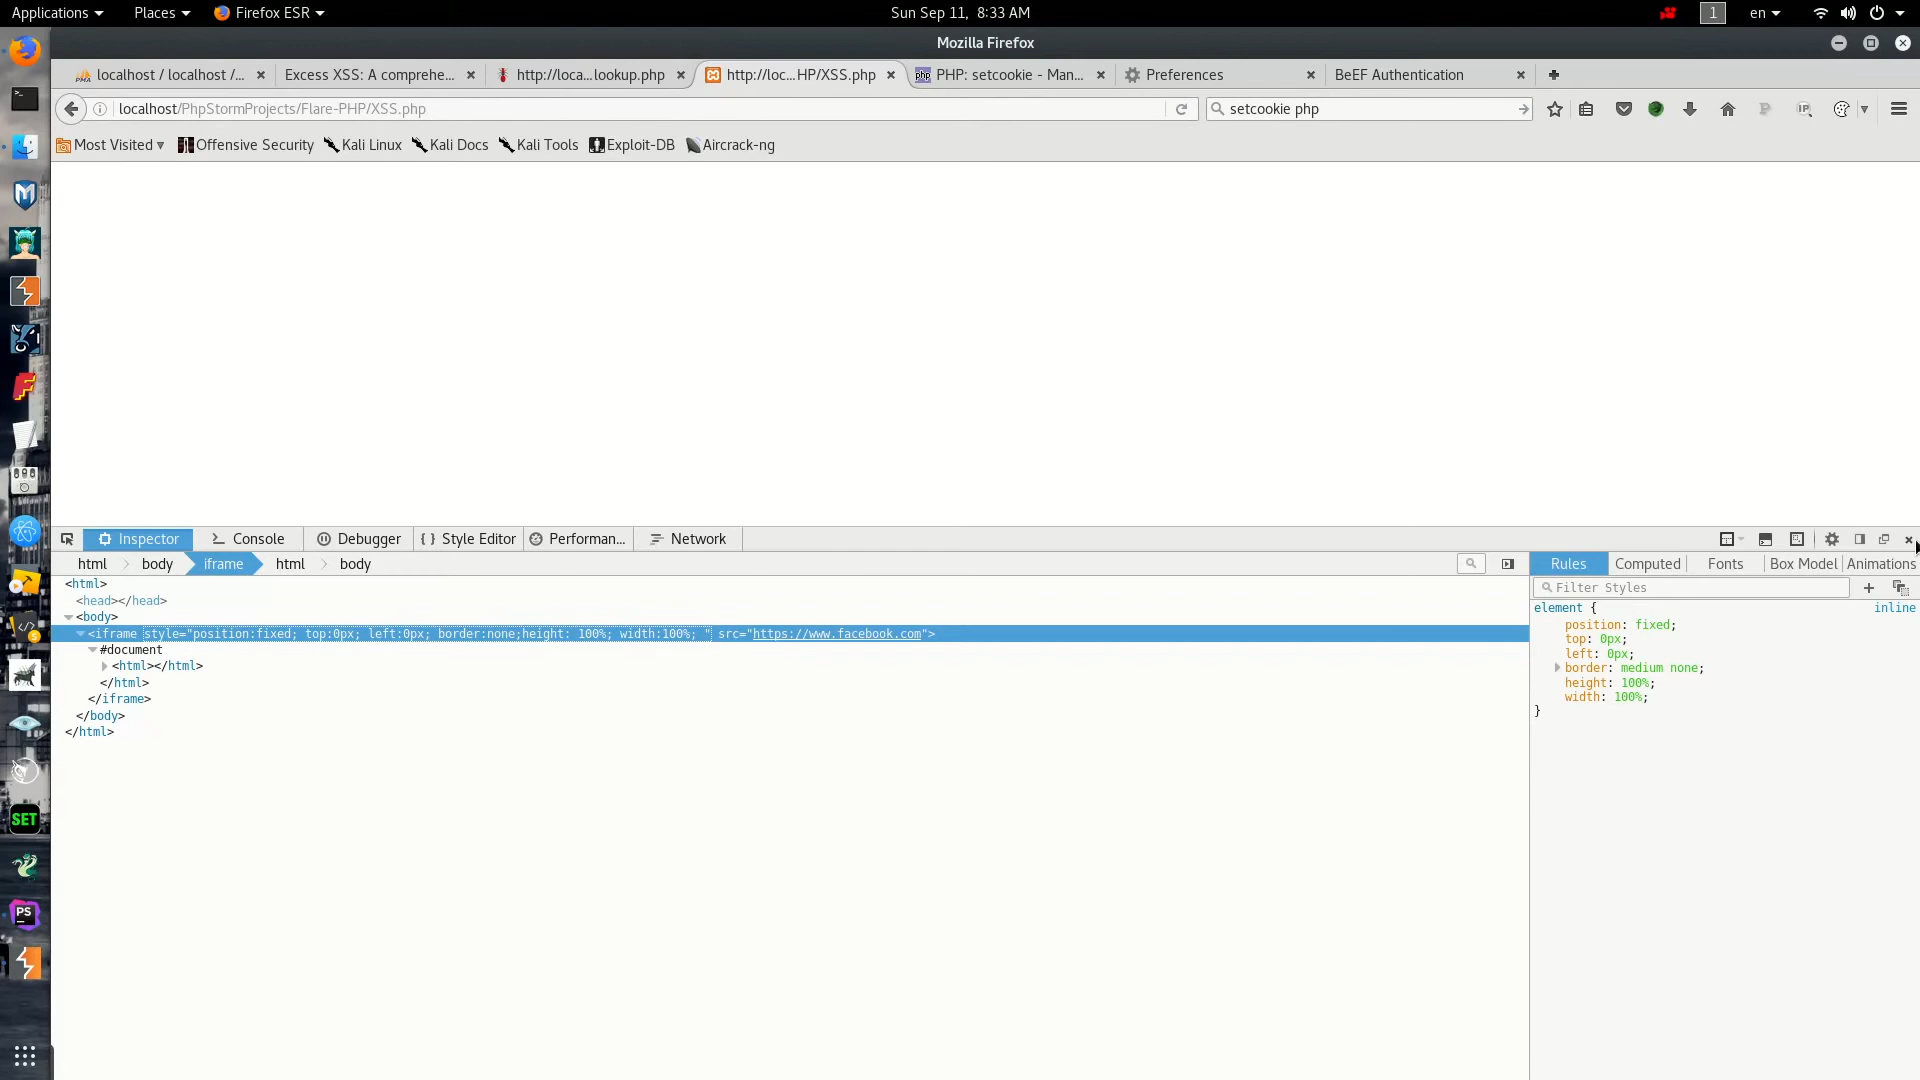 Applications Places Firefox ESR Sun Sep 11, 8:33 AM 1 en
Mozilla Firefox
localhost / localhost /... Excess XSS: A comprehe... http://loca...lookup.php http://loc...HP/XSS.php php PHP: setcookie - Man... Preferences BeEF Authentication
localhost/PhpStormProjects/Flare-PHP/XSS.php setcookie php IP
Most Visited Offensive Security Kali Linux Kali Docs Kali Tools Exploit-DB Aircrack-ng
Inspector Console Debugger { } Style Editor Performan... Network
html body iframe html body Rules Computed Fonts Box Model Animations
Filter Styles
<html>
<head></head>
<body>
<iframe style="position:fixed; top:0px; left:0px; border:none;height: 100%; width:100%; " src="https://www.facebook.com">
#document
<html></html>
</html>
</iframe>
</body>
</html>
element { inline
position: fixed;
top: 0px;
left: 0px;
border: medium none;
height: 100%;
width: 100%;
}
SET
PS